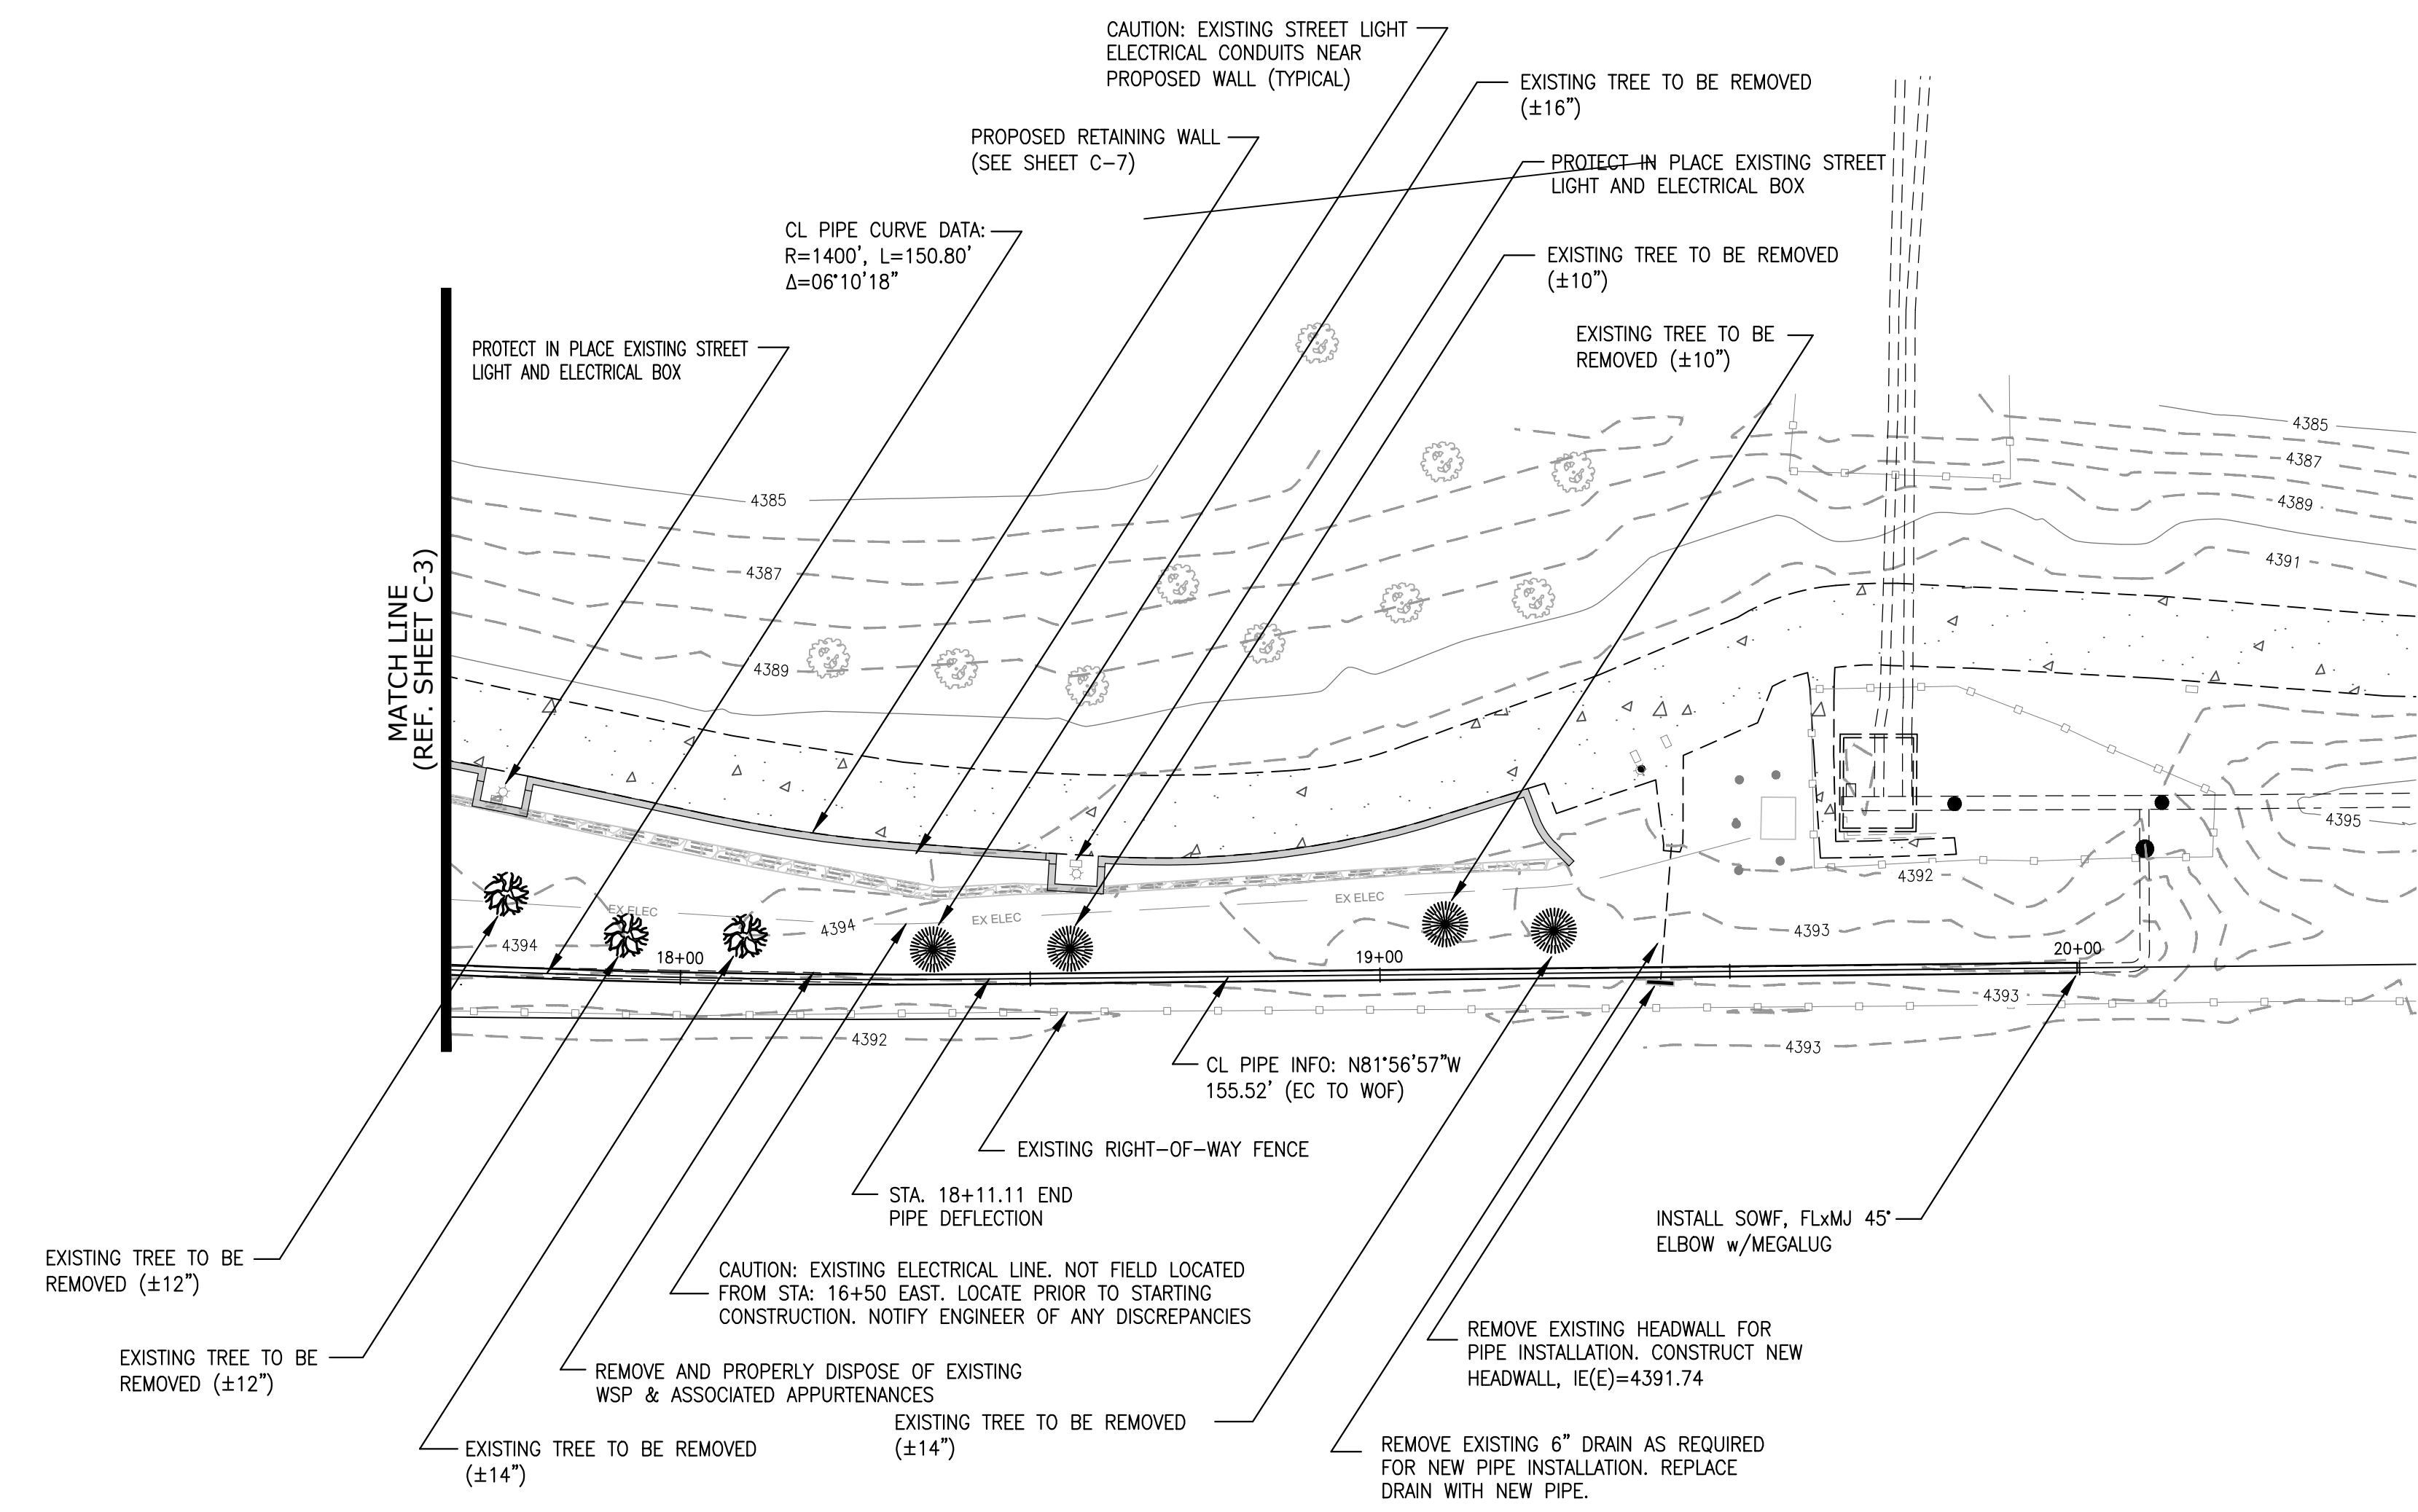 CAUTION: EXISTING STREET LIGHT
ELECTRICAL CONDUITS NEAR
PROPOSED WALL (TYPICAL)
EXISTING TREE TO BE REMOVED
(±16")
PROPOSED RETAINING WALL
(SEE SHEET C-7)
PROTECT IN PLACE EXISTING STREET
LIGHT AND ELECTRICAL BOX
CL PIPE CURVE DATA:
R=1400', L=150.80'
Δ=06°10'18"
EXISTING TREE TO BE REMOVED
(±10")
EXISTING TREE TO BE
REMOVED (±10")
PROTECT IN PLACE EXISTING STREET
LIGHT AND ELECTRICAL BOX
MATCH LINE
(REF. SHEET C-3)
4385
4387
4389
4385
4387
4389
4391
4395
4392
4393
4393
4393
4394
4394
4392
EX ELEC
EX ELEC
EX ELEC
18+00
19+00
20+00
CL PIPE INFO: N81°56'57"W
155.52' (EC TO WOF)
EXISTING RIGHT-OF-WAY FENCE
STA. 18+11.11 END
PIPE DEFLECTION
INSTALL SOWF, FLxMJ 45°
ELBOW w/MEGALUG
EXISTING TREE TO BE
REMOVED (±12")
CAUTION: EXISTING ELECTRICAL LINE. NOT FIELD LOCATED
FROM STA: 16+50 EAST. LOCATE PRIOR TO STARTING
CONSTRUCTION. NOTIFY ENGINEER OF ANY DISCREPANCIES
REMOVE EXISTING HEADWALL FOR
PIPE INSTALLATION. CONSTRUCT NEW
HEADWALL, IE(E)=4391.74
EXISTING TREE TO BE
REMOVED (±12")
REMOVE AND PROPERLY DISPOSE OF EXISTING
WSP & ASSOCIATED APPURTENANCES
EXISTING TREE TO BE REMOVED
(±14")
EXISTING TREE TO BE REMOVED
(±14")
REMOVE EXISTING 6" DRAIN AS REQUIRED
FOR NEW PIPE INSTALLATION. REPLACE
DRAIN WITH NEW PIPE.